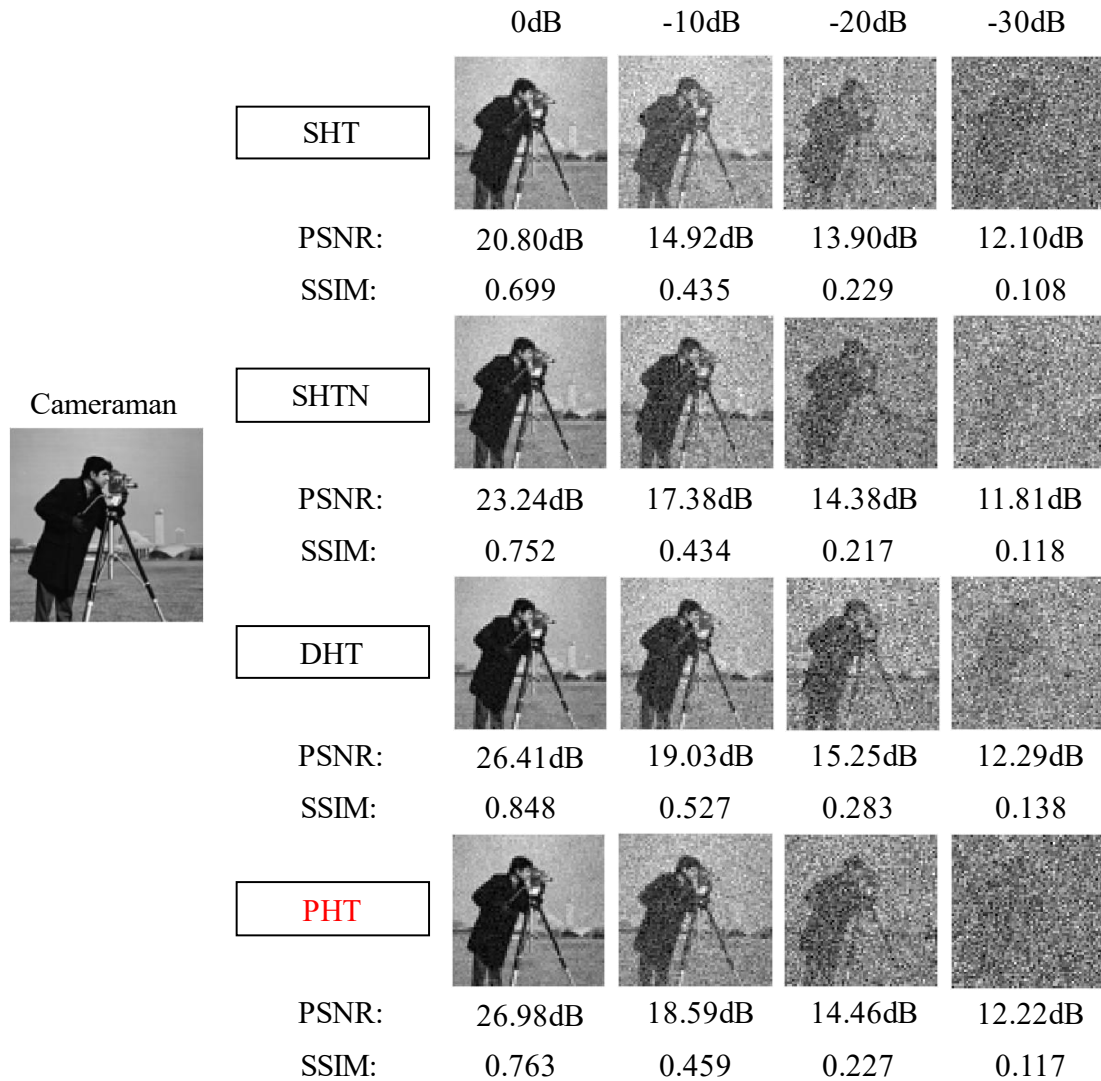 0dB -10dB -20dB -30dB
SHT
PSNR: 20.80dB 14.92dB 13.90dB 12.10dB
SSIM: 0.699 0.435 0.229 0.108
SHTN
Cameraman
PSNR: 23.24dB 17.38dB 14.38dB 11.81dB
SSIM: 0.752 0.434 0.217 0.118
DHT
PSNR: 26.41dB 19.03dB 15.25dB 12.29dB
SSIM: 0.848 0.527 0.283 0.138
PHT
PSNR: 26.98dB 18.59dB 14.46dB 12.22dB
SSIM: 0.763 0.459 0.227 0.117